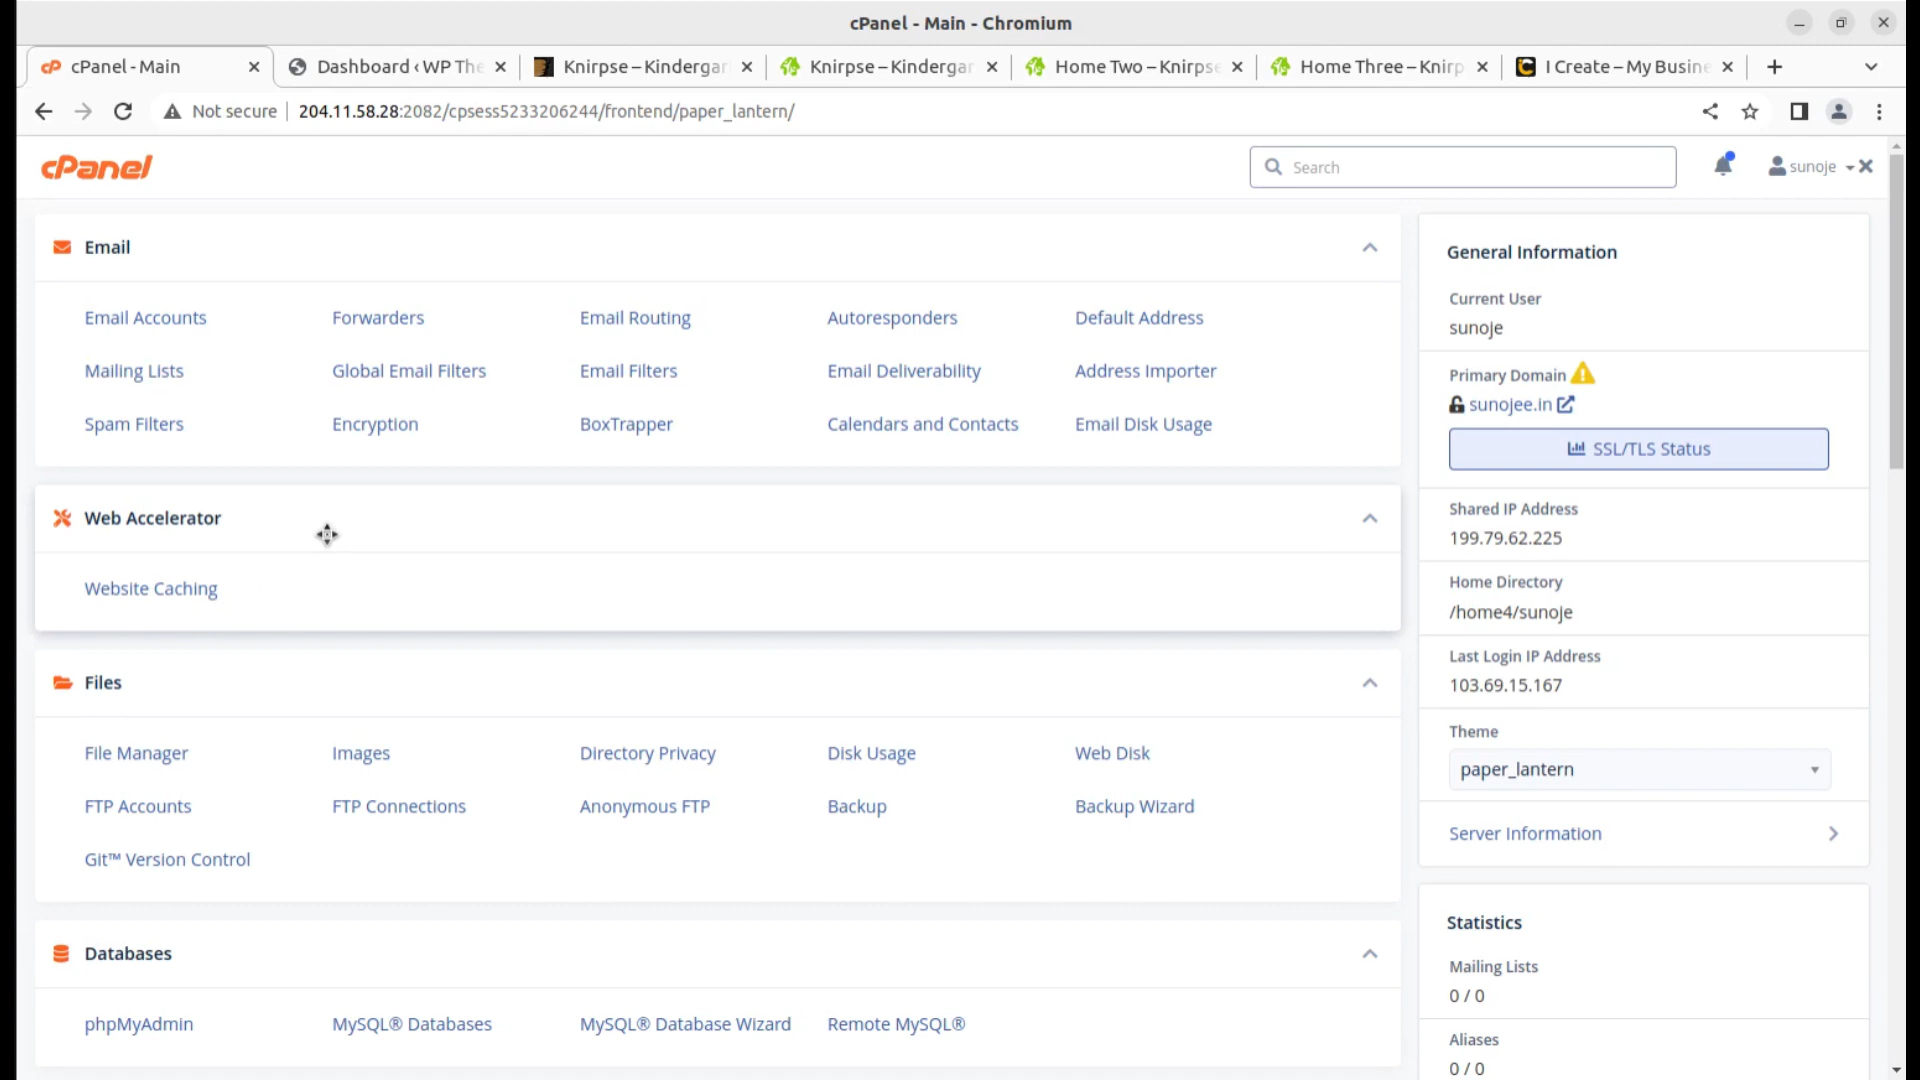 cPanel - Main - Chromium
cPanel - Main
Dashboard ‹ WP The
Knirpse – Kindergar
Knirpse – Kindergar
Home Two – Knirpse
Home Three – Knirp
I Create – My Busine
Not secure
204.11.58.28:2082/cpsess5233206244/frontend/paper_lantern/
cPanel
Search
sunoje
Email
Email Accounts
Forwarders
Email Routing
Autoresponders
Default Address
Mailing Lists
Global Email Filters
Email Filters
Email Deliverability
Address Importer
Spam Filters
Encryption
BoxTrapper
Calendars and Contacts
Email Disk Usage
Web Accelerator
Website Caching
Files
File Manager
Images
Directory Privacy
Disk Usage
Web Disk
FTP Accounts
FTP Connections
Anonymous FTP
Backup
Backup Wizard
Git™ Version Control
Databases
phpMyAdmin
MySQL® Databases
MySQL® Database Wizard
Remote MySQL®
General Information
Current User
sunoje
Primary Domain
sunojee.in
SSL/TLS Status
Shared IP Address
199.79.62.225
Home Directory
/home4/sunoje
Last Login IP Address
103.69.15.167
Theme
paper_lantern
Server Information
Statistics
Mailing Lists
0 / 0
Aliases
0 / 0